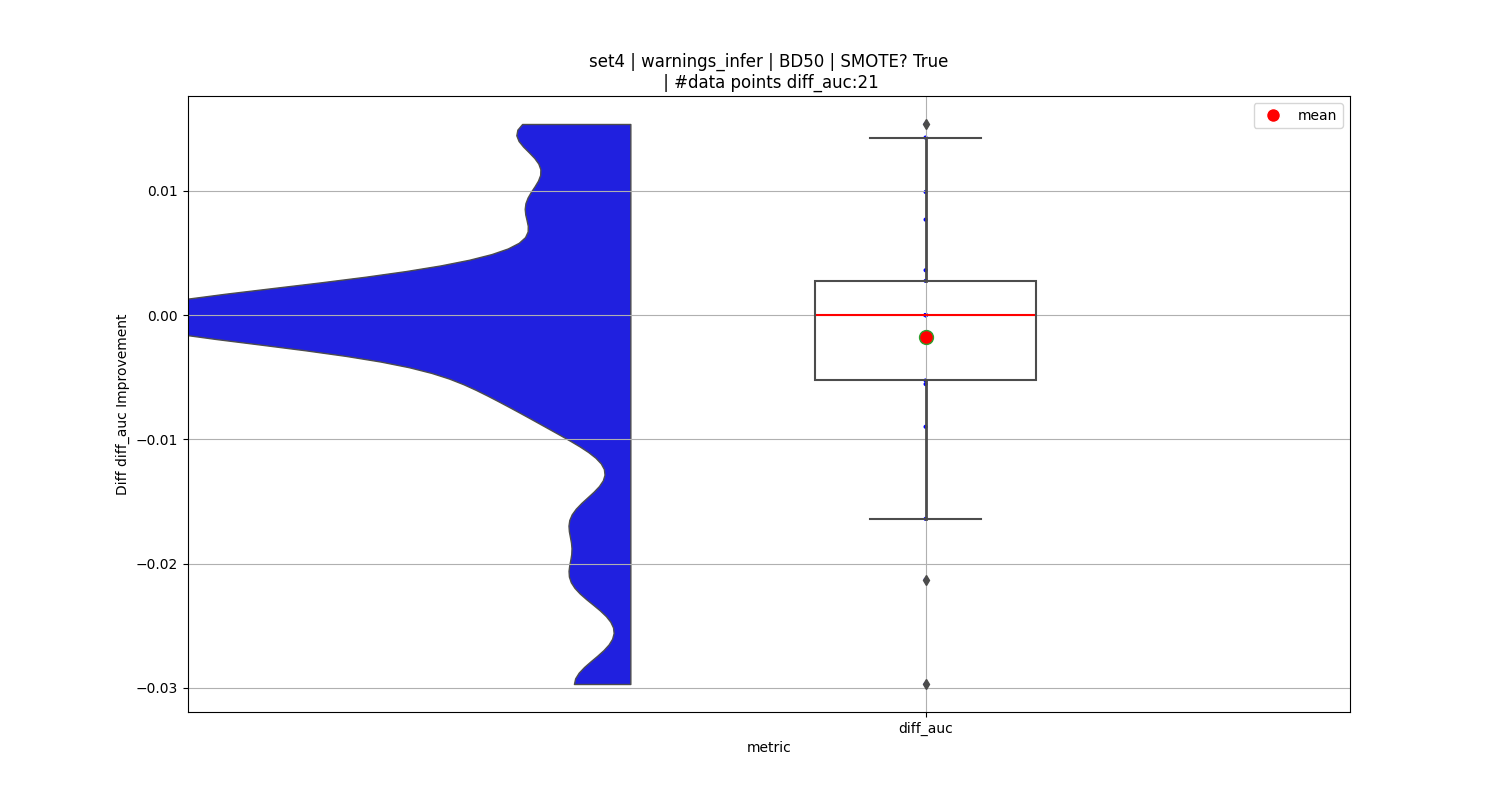 set4 | warnings_infer | BD50 | SMOTE? True
| #data points diff_auc:21
mean
0.01
0.00
−0.01
−0.02
−0.03
Diff diff_auc Improvement
diff_auc
metric